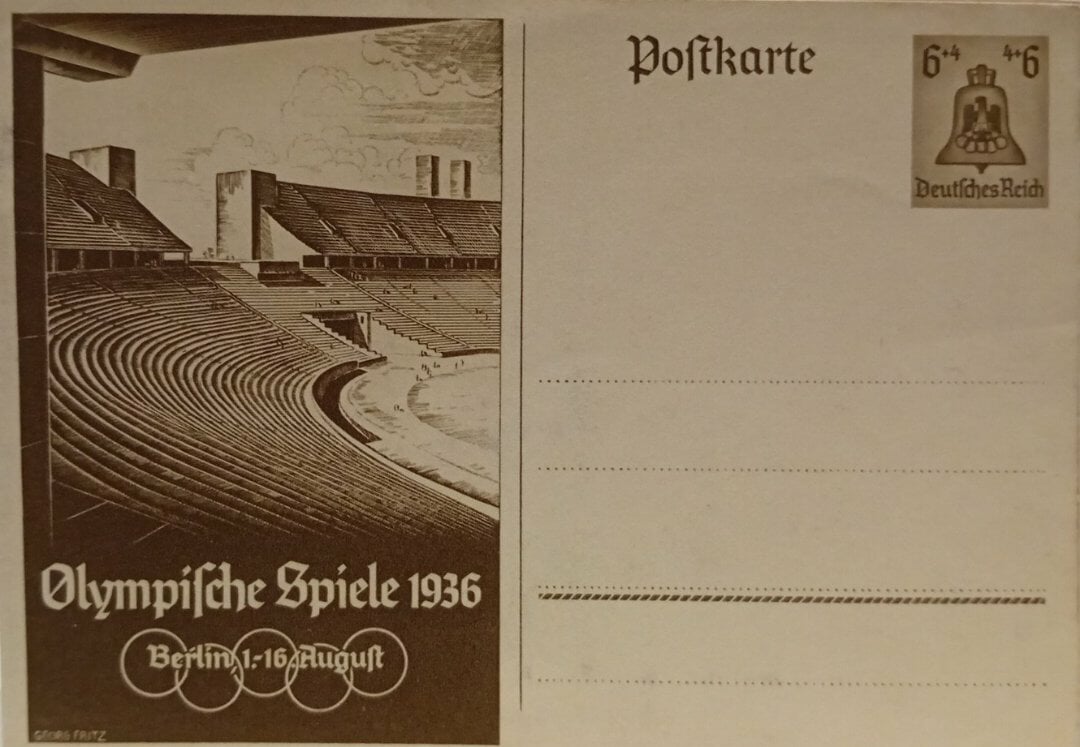 Olympiſche Spiele 1936
Berlin, 1.-16. Auguſt
GEORG FRITZ
Poſtkarte
6+4 4+6
Deutſches Reich